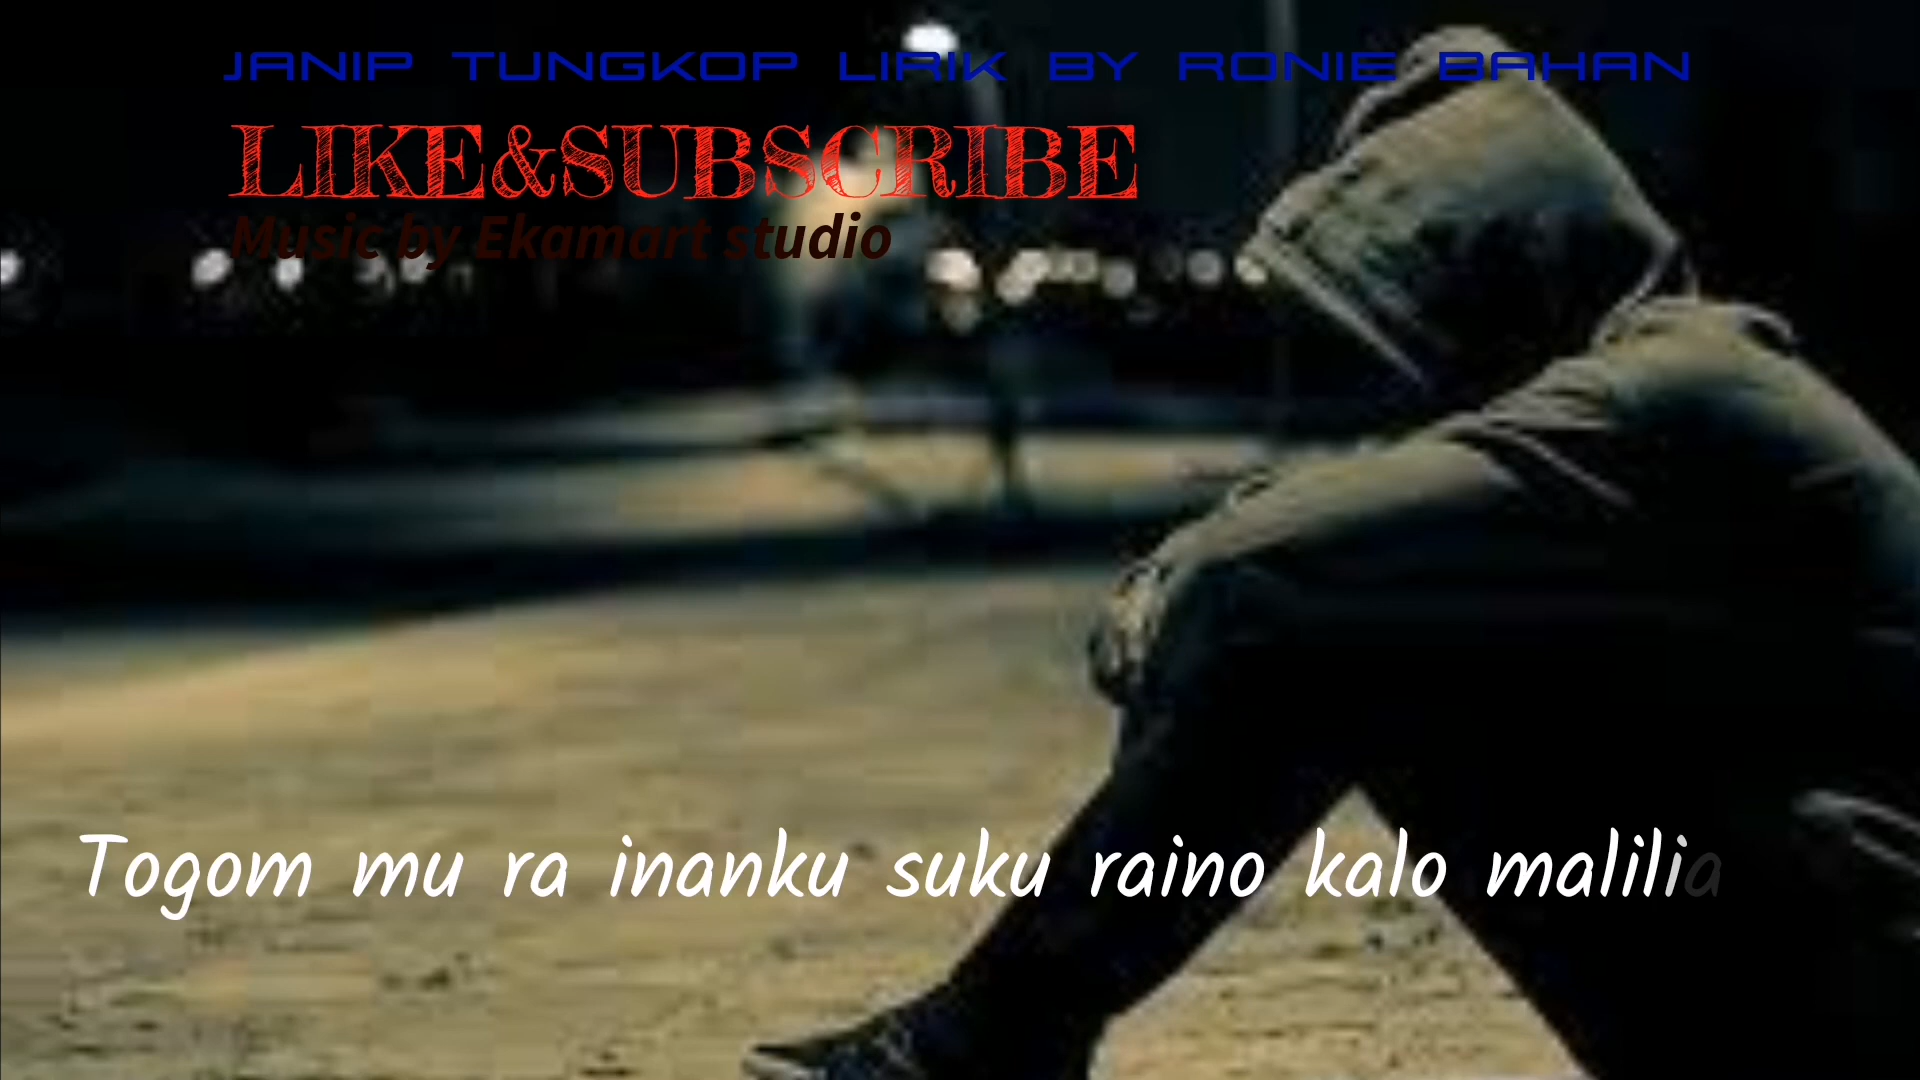 JANIP TUNGKOP LIRIK BY RONIE BAHAN
LIKE&SUBSCRIBE
Music by Ekamart studio
Togom mu ra inanku suku raino kalo malilia